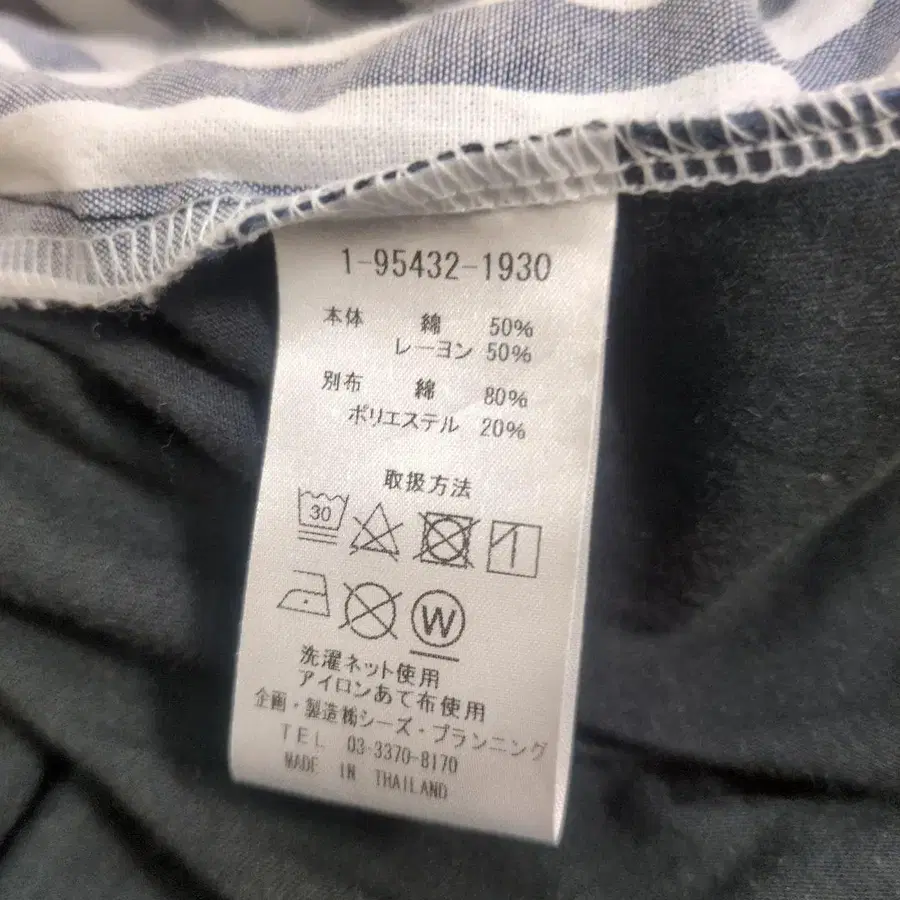 1-95432-1930
本体 綿 50%
レーヨン 50%
別布 綿 80%
ポリエステル 20%
取扱方法
30
W
洗濯ネット使用
アイロンあて布使用
企画・製造㈱シーズ・プランニング
TEL 03-3370-8170
MADE IN THAILAND